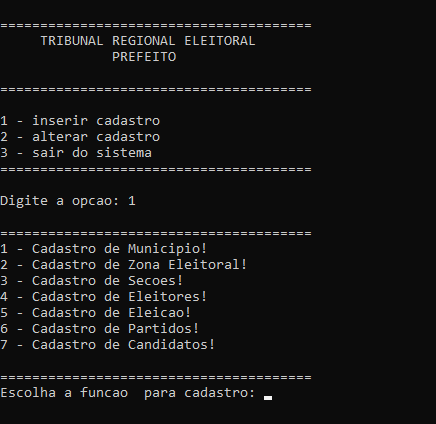 =======================================
TRIBUNAL REGIONAL ELEITORAL
PREFEITO
=======================================
1 - inserir cadastro
2 - alterar cadastro
3 - sair do sistema
=======================================
Digite a opcao: 1
=======================================
1 - Cadastro de Municipio!
2 - Cadastro de Zona Eleitoral!
3 - Cadastro de Secoes!
4 - Cadastro de Eleitores!
5 - Cadastro de Eleicao!
6 - Cadastro de Partidos!
7 - Cadastro de Candidatos!
=======================================
Escolha a funcao  para cadastro: